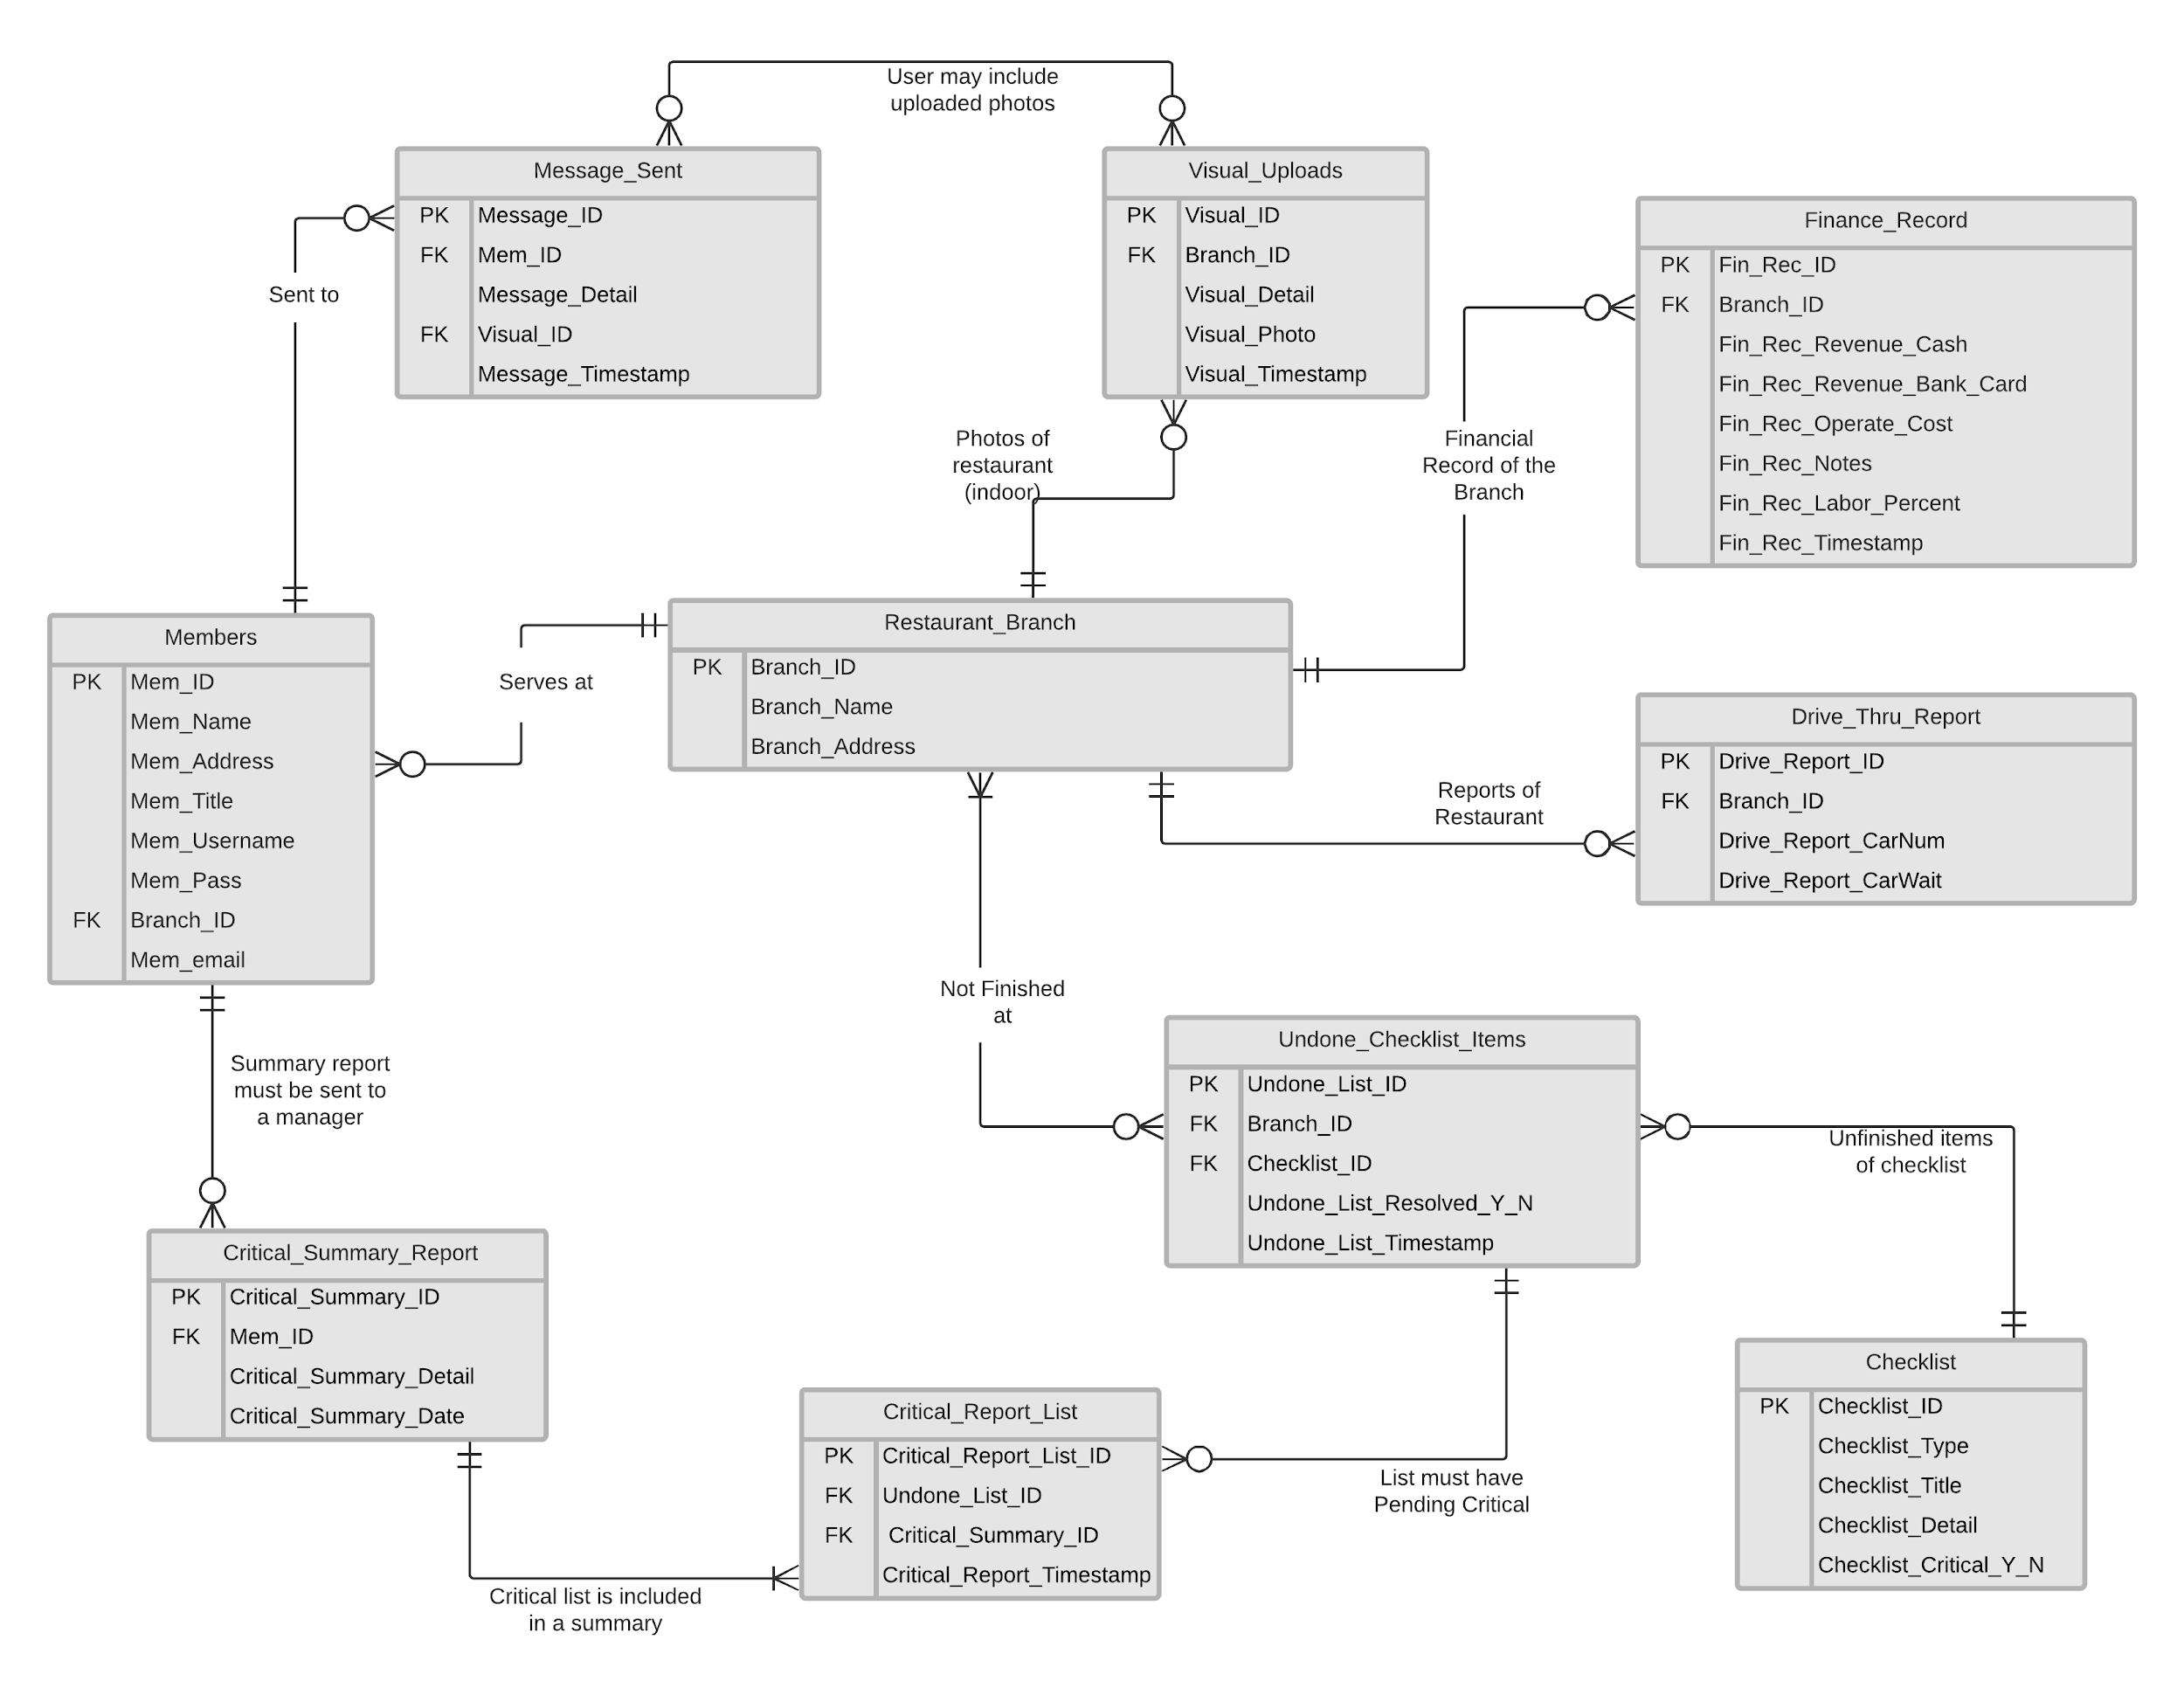 User may include
uploaded photos
Message_Sent
PK Message_ID
FK Mem_ID
Message_Detail
FK Visual_ID
Message_Timestamp
Visual_Uploads
PK Visual_ID
FK Branch_ID
Visual_Detail
Visual_Photo
Visual_Timestamp
Finance_Record
PK Fin_Rec_ID
FK Branch_ID
Fin_Rec_Revenue_Cash
Fin_Rec_Revenue_Bank_Card
Fin_Rec_Operate_Cost
Fin_Rec_Notes
Fin_Rec_Labor_Percent
Fin_Rec_Timestamp
Sent to
Photos of
restaurant
(indoor)
Financial
Record of the
Branch
Members
PK Mem_ID
Mem_Name
Mem_Address
Mem_Title
Mem_Username
Mem_Pass
FK Branch_ID
Mem_email
Serves at
Restaurant_Branch
PK Branch_ID
Branch_Name
Branch_Address
Drive_Thru_Report
PK Drive_Report_ID
FK Branch_ID
Drive_Report_CarNum
Drive_Report_CarWait
Reports of
Restaurant
Not Finished
at
Summary report
must be sent to
a manager
Undone_Checklist_Items
PK Undone_List_ID
FK Branch_ID
FK Checklist_ID
Undone_List_Resolved_Y_N
Undone_List_Timestamp
Unfinished items
of checklist
Critical_Summary_Report
PK Critical_Summary_ID
FK Mem_ID
Critical_Summary_Detail
Critical_Summary_Date
Critical_Report_List
PK Critical_Report_List_ID
FK Undone_List_ID
FK Critical_Summary_ID
Critical_Report_Timestamp
List must have
Pending Critical
Checklist
PK Checklist_ID
Checklist_Type
Checklist_Title
Checklist_Detail
Checklist_Critical_Y_N
Critical list is included
in a summary